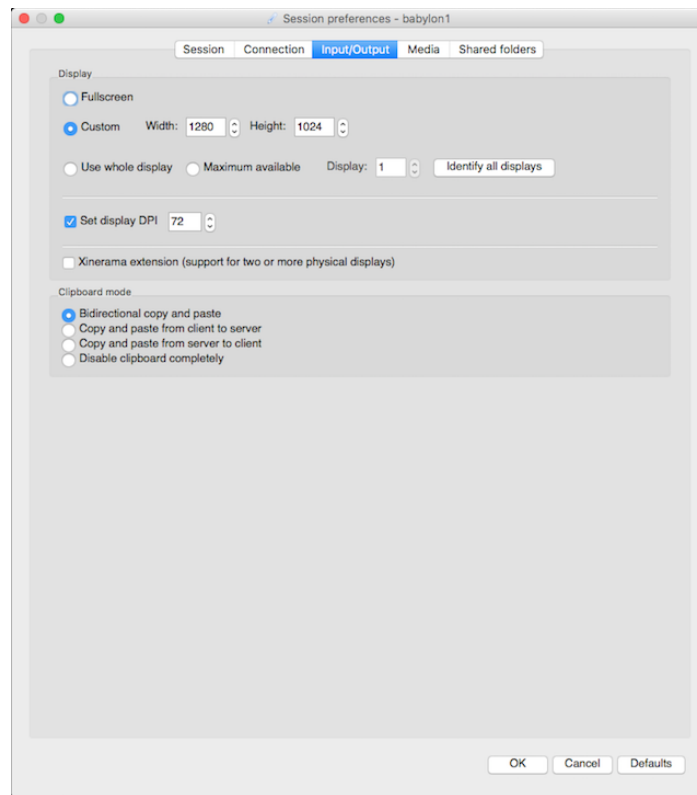 Session preferences - babylon1
Session Connection Input/Output Media Shared folders
Display
Fullscreen
Custom Width: 1280 Height: 1024
Use whole display Maximum available Display: 1 Identify all displays
Set display DPI 72
Xinerama extension (support for two or more physical displays)
Clipboard mode
Bidirectional copy and paste
Copy and paste from client to server
Copy and paste from server to client
Disable clipboard completely
OK Cancel Defaults